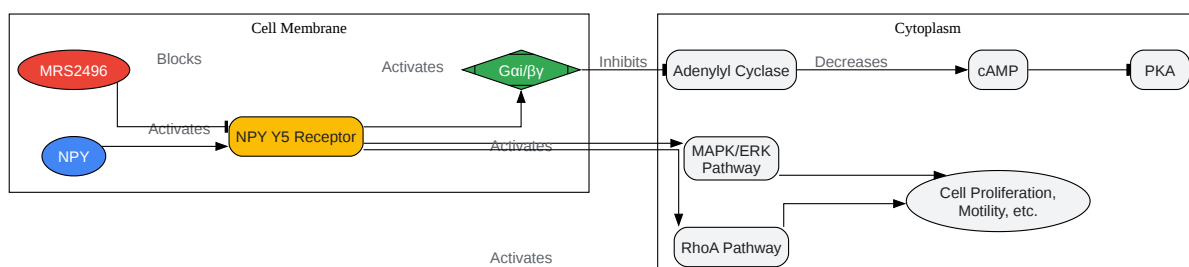 Cell Membrane
Cytoplasm
MRS2496
Blocks
Activates
Gαi/βγ
Inhibits
Adenylyl Cyclase
Decreases
cAMP
PKA
Activates
NPY Y5 Receptor
NPY
Activates
MAPK/ERK
Pathway
Cell Proliferation,
Motility, etc.
RhoA Pathway
Activates